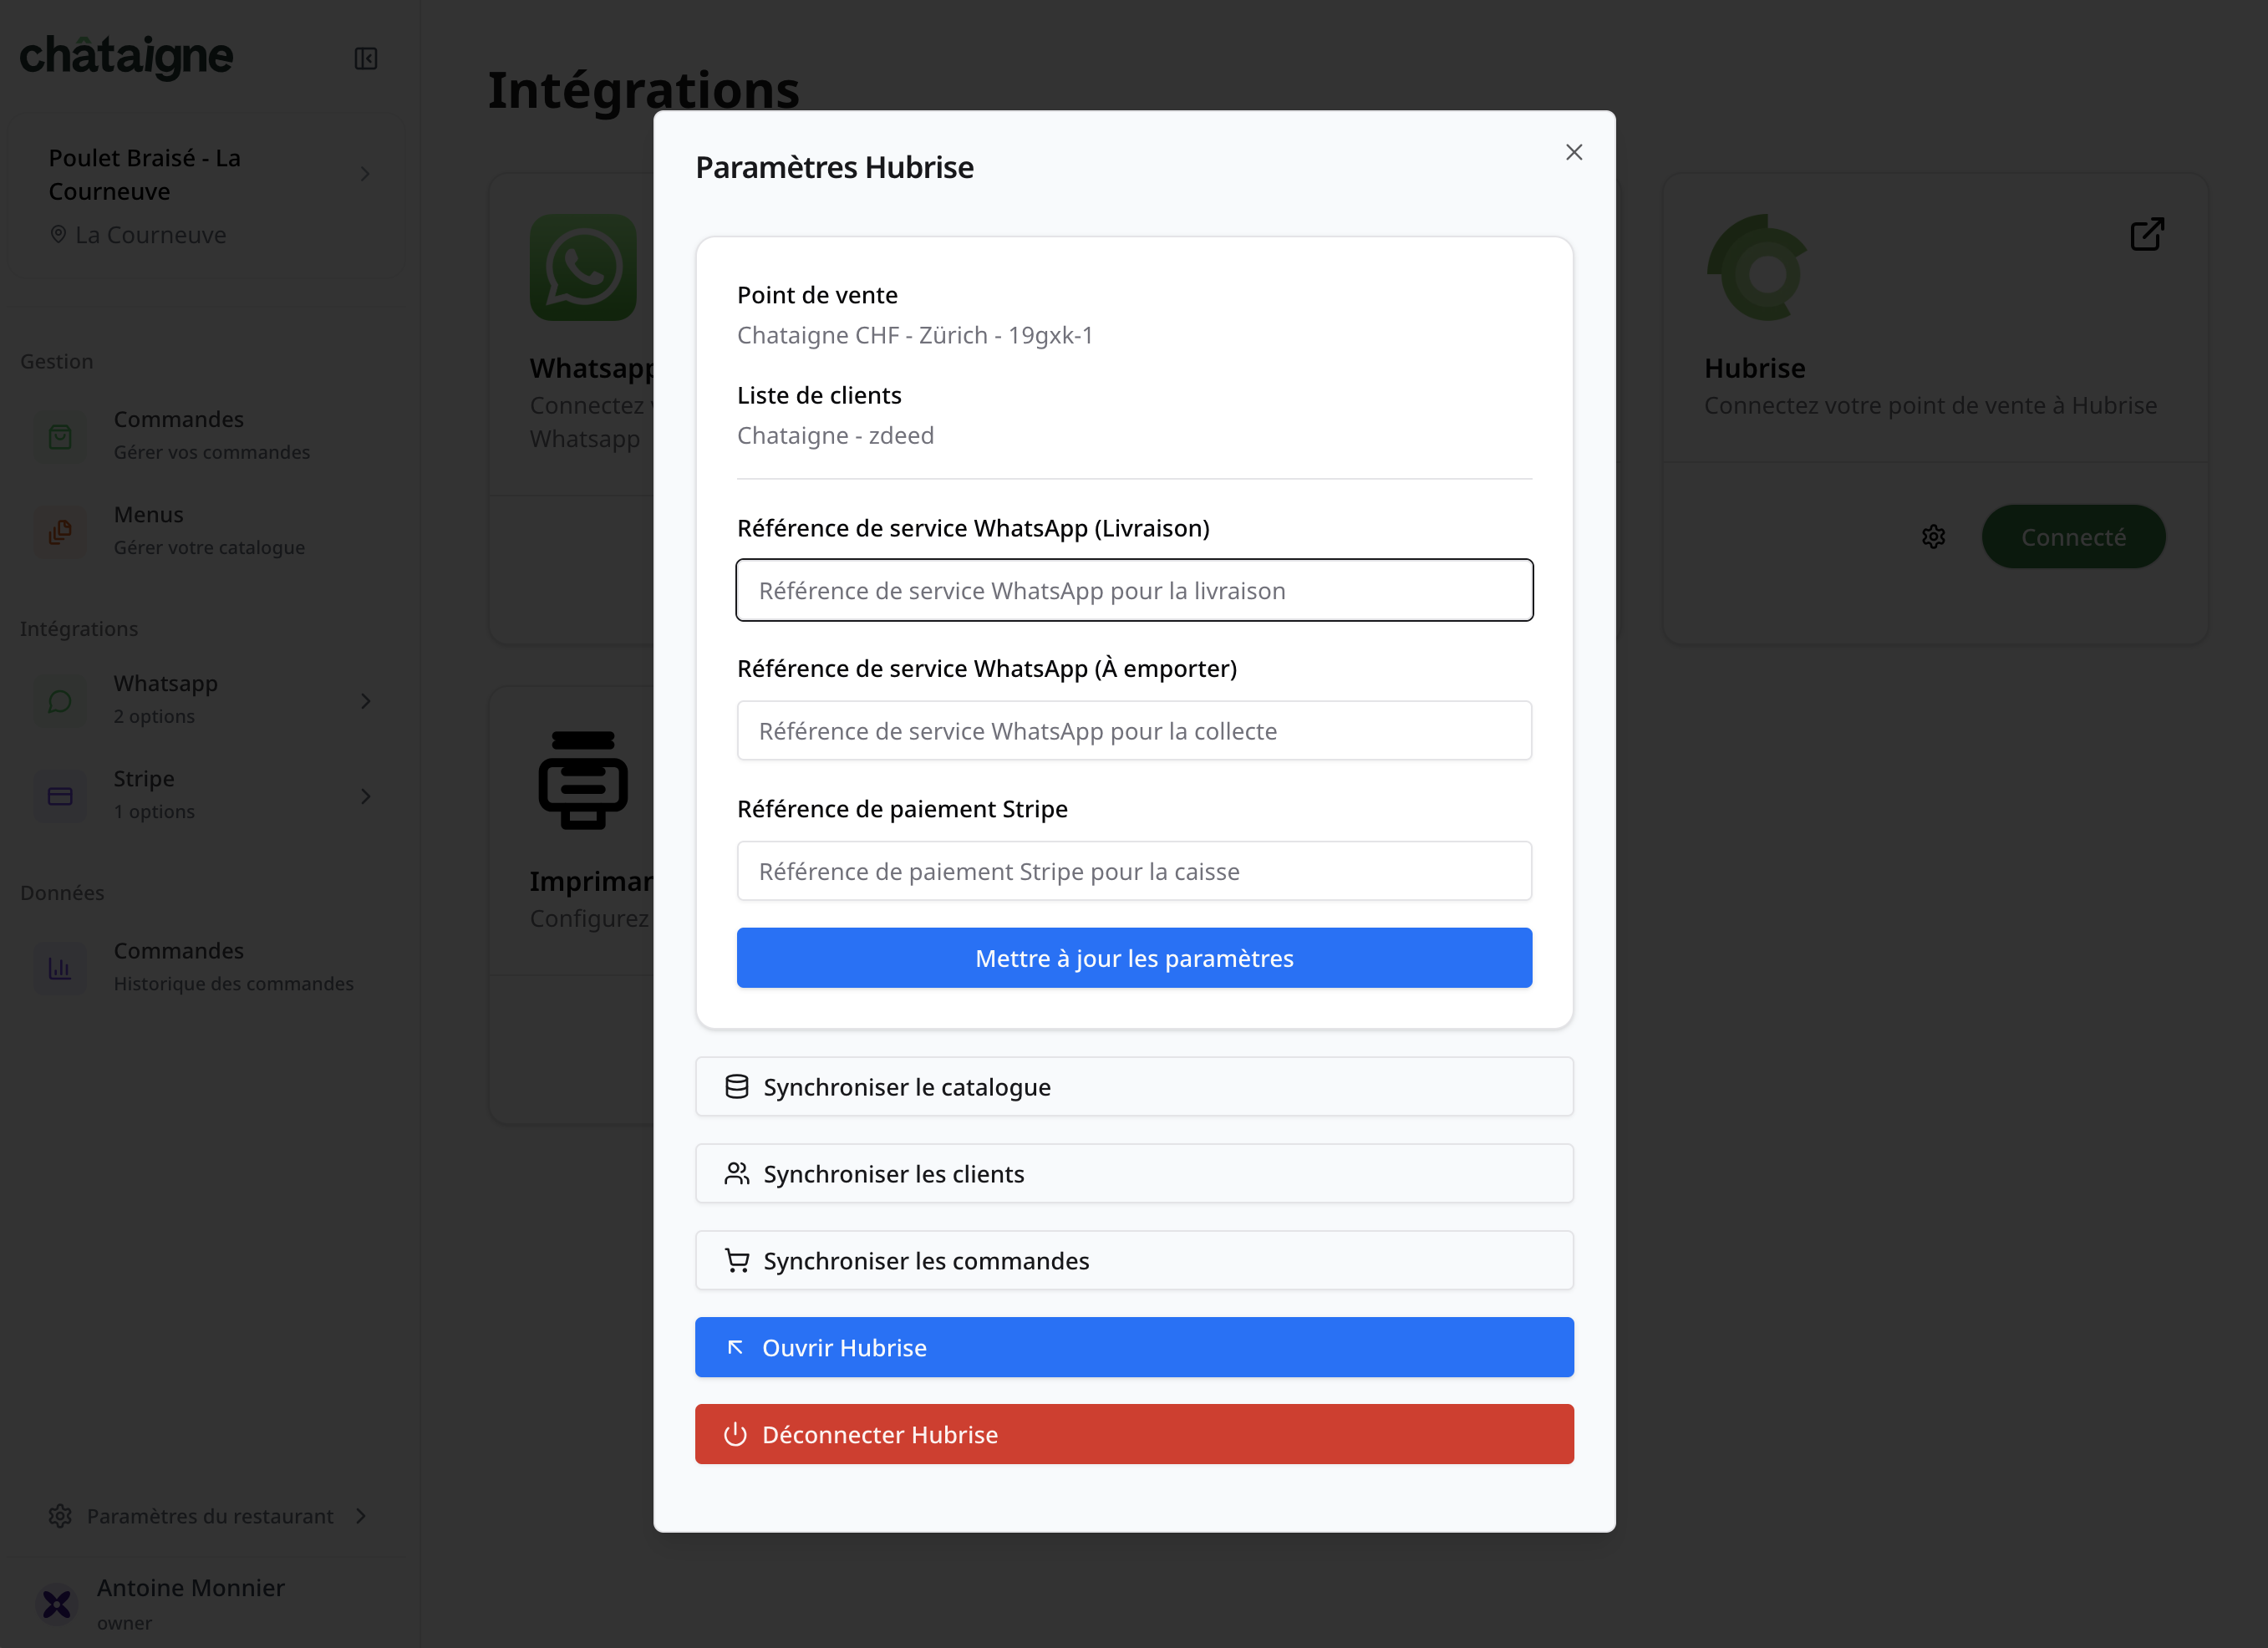 châtaigne
Poulet Braisé - La
Courneuve
La Courneuve
Gestion
Commandes
Gérer vos commandes
Menus
Gérer votre catalogue
Intégrations
Whatsapp
2 options
Stripe
1 options
Données
Commandes
Historique des commandes
Paramètres du restaurant
Antoine Monnier
owner
Intégrations
Whatsapp
Connectez
Whatsapp
Configurez
Hubrise
Connectez votre point de vente à Hubrise
Connecté
Paramètres Hubrise
Point de vente
Chataigne CHF - Zürich - 19gxk-1
Liste de clients
Chataigne - zdeed
Référence de service WhatsApp (Livraison)
Référence de service WhatsApp pour la livraison
Référence de service WhatsApp (À emporter)
Référence de service WhatsApp pour la collecte
Référence de paiement Stripe
Référence de paiement Stripe pour la caisse
Mettre à jour les paramètres
Synchroniser le catalogue
Synchroniser les clients
Synchroniser les commandes
Ouvrir Hubrise
Déconnecter Hubrise